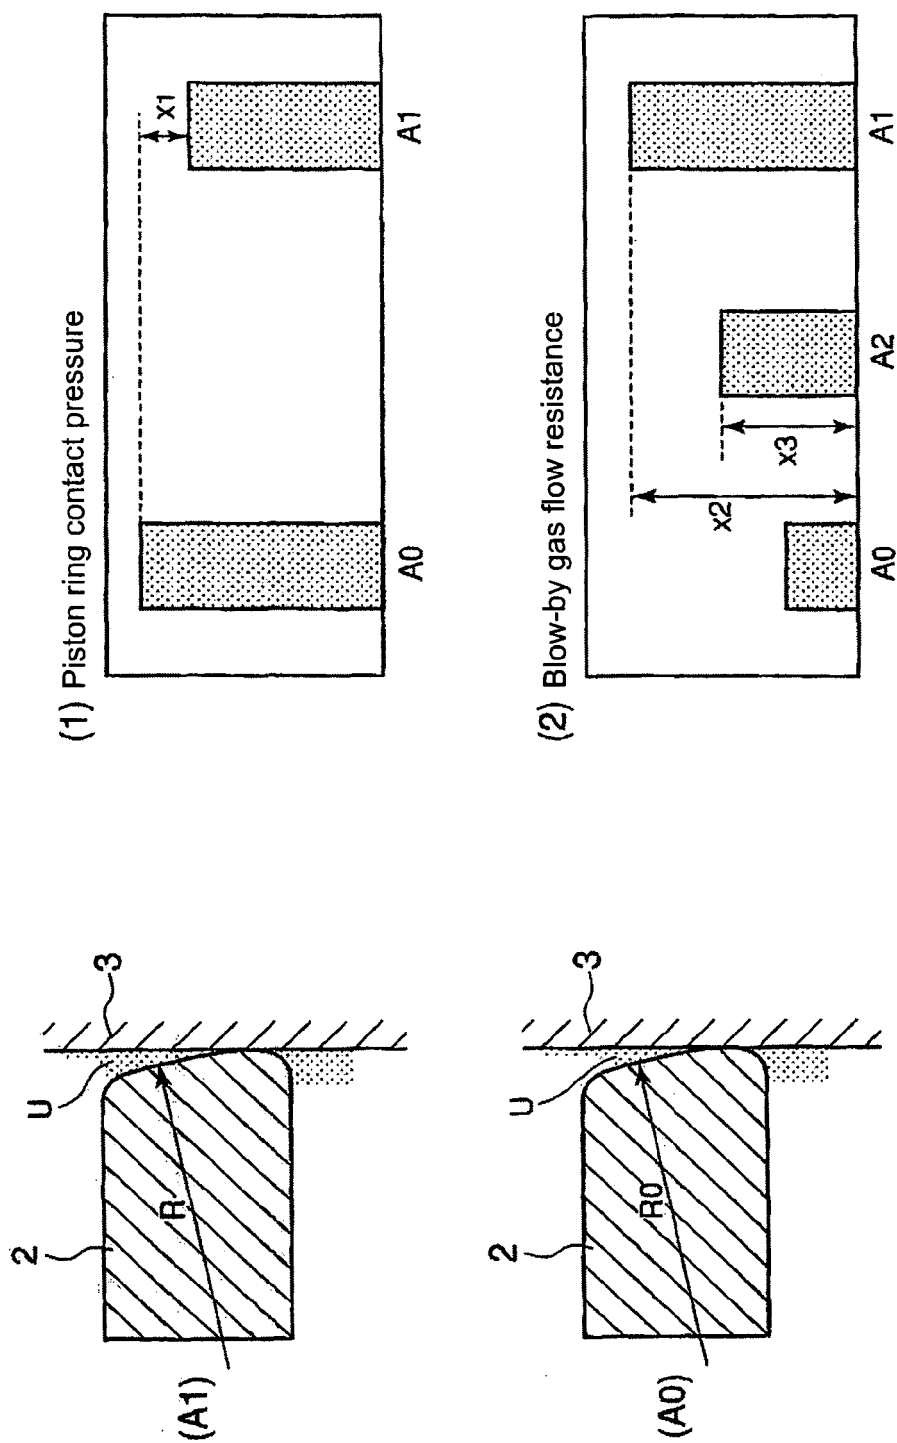 (1) Piston ring contact pressure
x1
A0
A1
(2) Blow-by gas flow resistance
x2
x3
A0
A2
A1
(A1)
2
U
3
R
(A0)
2
U
3
R0